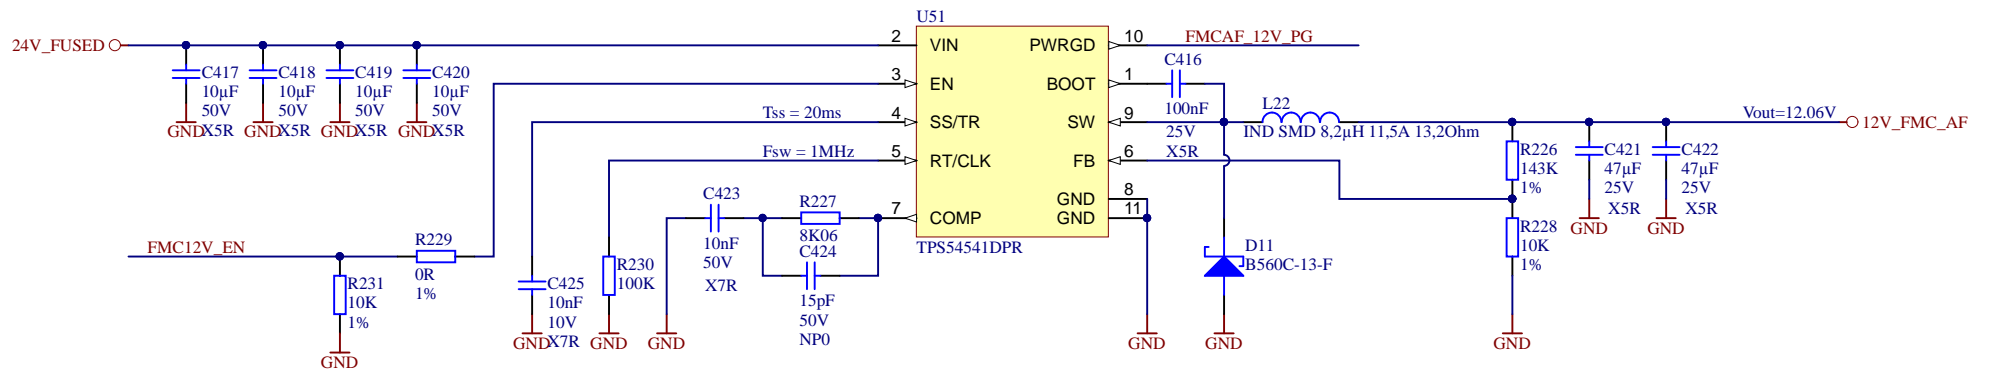 U51
24V_FUSED
2
VIN
PWRGD
10
FMCAF_12V_PG
C417
10µF
50V
X5R
GND
C418
10µF
50V
X5R
GND
C419
10µF
50V
X5R
GND
C420
10µF
50V
X5R
GND
3
EN
BOOT
1
C416
100nF
25V
X5R
Tss = 20ms
4
SS/TR
SW
9
L22
IND SMD 8,2µH 11,5A 13,2Ohm
Vout=12.06V
12V_FMC_AF
Fsw = 1MHz
5
RT/CLK
FB
6
R226
143K
1%
C421
47µF
25V
X5R
GND
C422
47µF
25V
X5R
GND
GND
8
GND
11
C423
10nF
50V
X7R
R227
8K06
7
COMP
TPS54541DPR
C424
15pF
50V
NP0
R228
10K
1%
FMC12V_EN
R229
0R
1%
R231
10K
1%
GND
C425
10nF
10V
X7R
GND
R230
100K
GND
GND
GND
D11
B560C-13-F
GND
GND